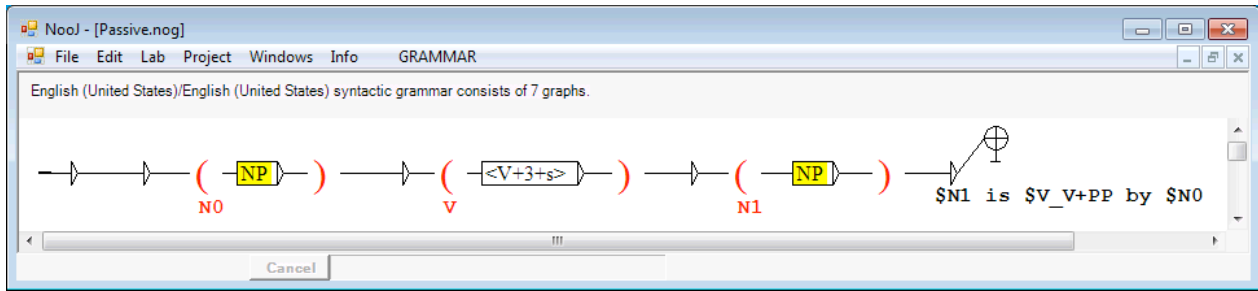 NooJ - [Passive.nog]
File Edit Lab Project Windows Info GRAMMAR
English (United States)/English (United States) syntactic grammar consists of 7 graphs.
( NP ) ( <V+3+s> ) ( NP )
N0 V N1 $N1 is $V_V+PP by $N0
Cancel